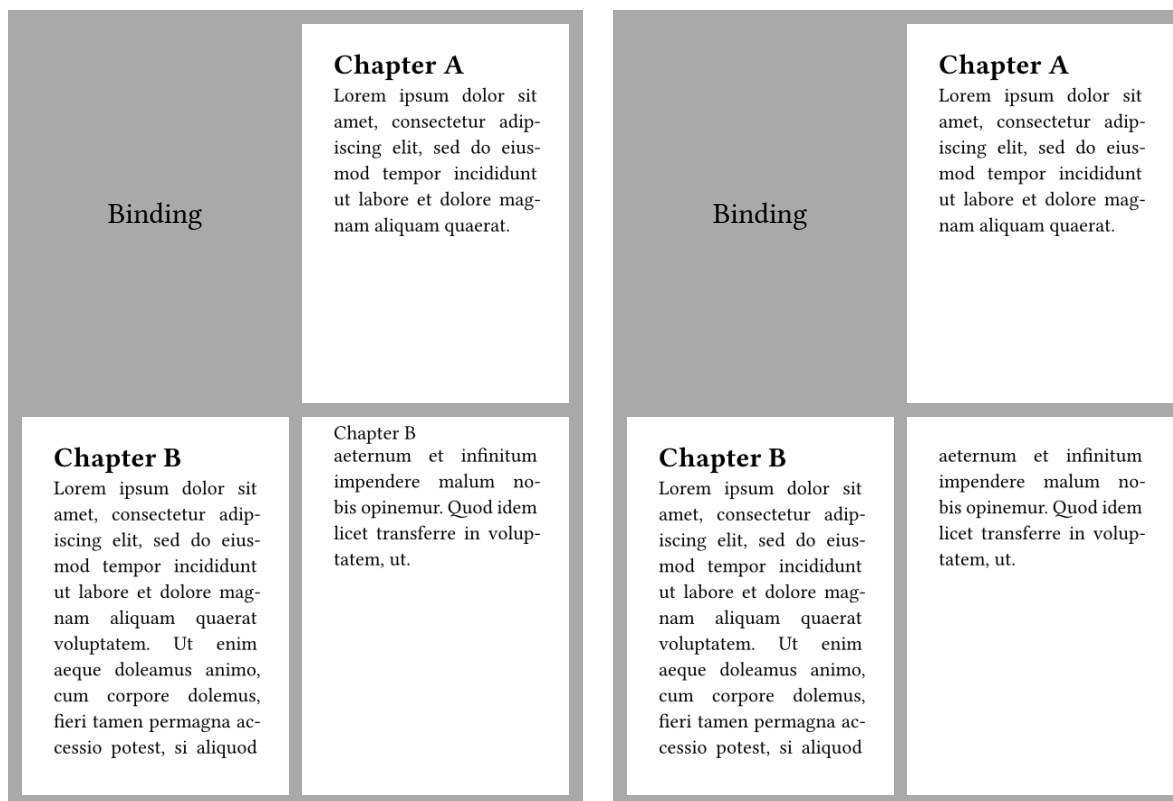 Binding
Chapter A
Lorem ipsum dolor sit
amet, consectetur adip-
iscing elit, sed do eius-
mod tempor incididunt
ut labore et dolore mag-
nam aliquam quaerat.
Chapter B
Lorem ipsum dolor sit
amet, consectetur adip-
iscing elit, sed do eius-
mod tempor incididunt
ut labore et dolore mag-
nam aliquam quaerat
voluptatem. Ut enim
aeque doleamus animo,
cum corpore dolemus,
fieri tamen permagna ac-
cessio potest, si aliquod
Chapter B
aeternum et infinitum
impendere malum no-
bis opinemur. Quod idem
licet transferre in volup-
tatem, ut.
Binding
Chapter A
Lorem ipsum dolor sit
amet, consectetur adip-
iscing elit, sed do eius-
mod tempor incididunt
ut labore et dolore mag-
nam aliquam quaerat.
Chapter B
Lorem ipsum dolor sit
amet, consectetur adip-
iscing elit, sed do eius-
mod tempor incididunt
ut labore et dolore mag-
nam aliquam quaerat
voluptatem. Ut enim
aeque doleamus animo,
cum corpore dolemus,
fieri tamen permagna ac-
cessio potest, si aliquod
aeternum et infinitum
impendere malum no-
bis opinemur. Quod idem
licet transferre in volup-
tatem, ut.